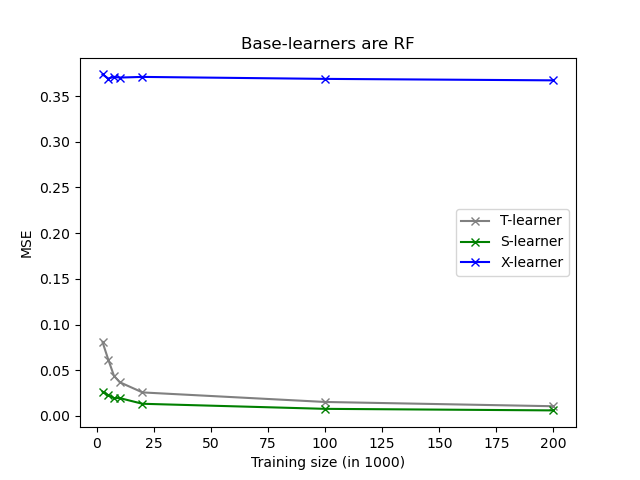 Base-learners are RF
MSE
0.35
0.30
0.25
0.20
0.15
0.10
0.05
0.00
T-learner
S-learner
X-learner
0 25 50 75 100 125 150 175 200
Training size (in 1000)